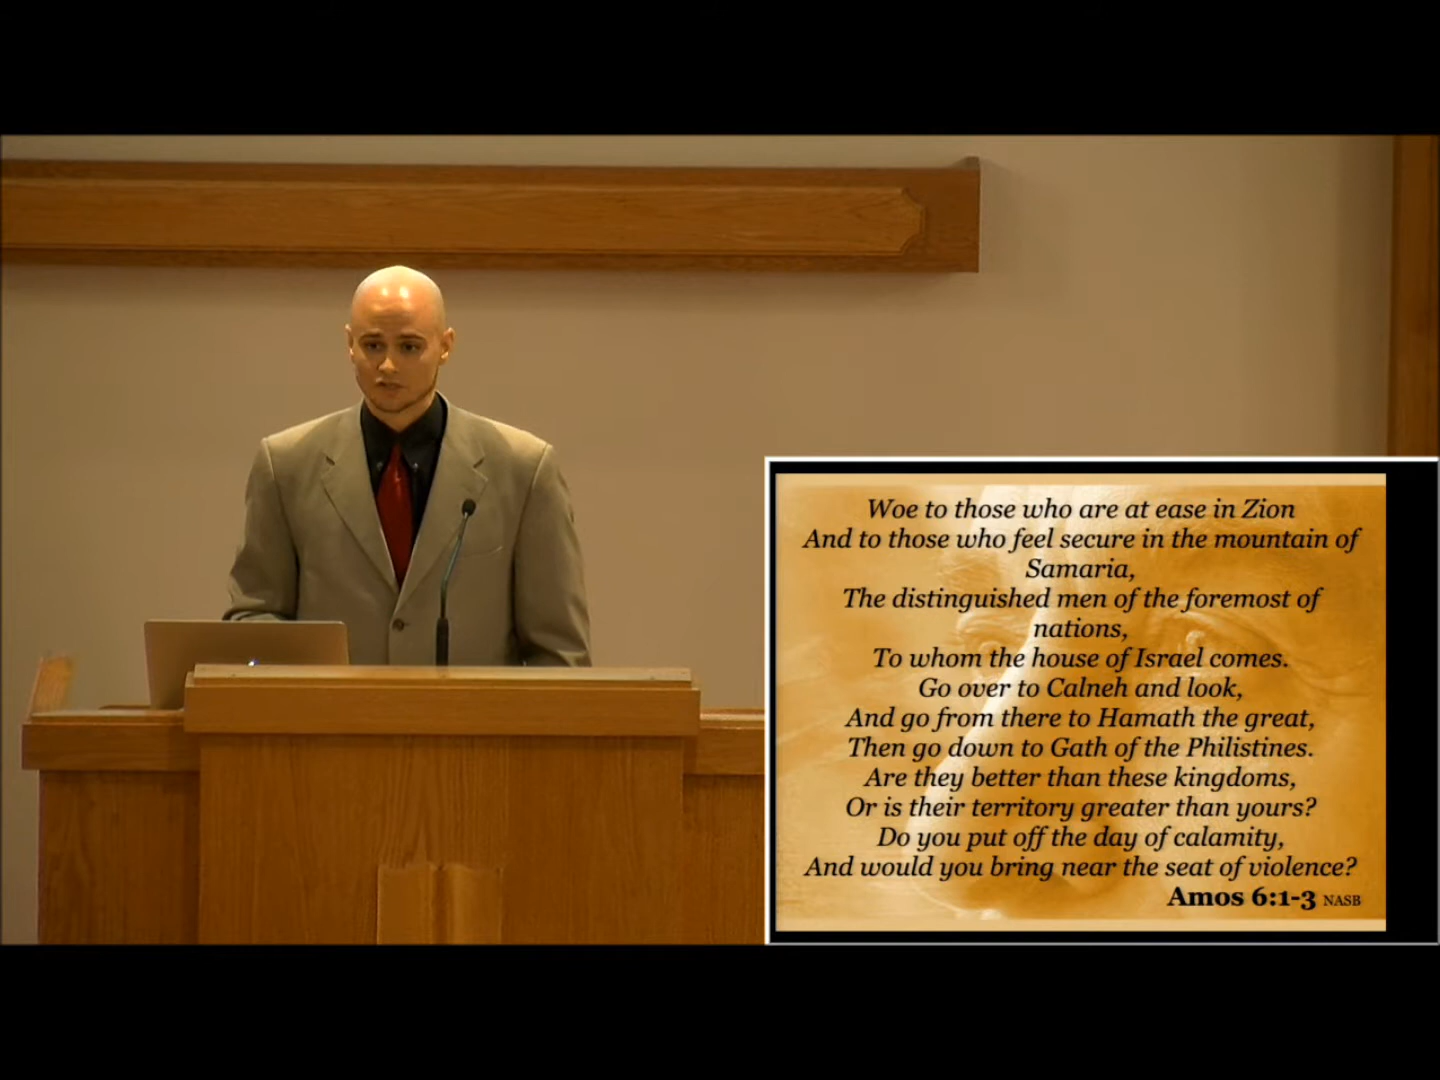 Woe to those who are at ease in Zion
And to those who feel secure in the mountain of
Samaria,
The distinguished men of the foremost of
nations,
To whom the house of Israel comes.
Go over to Calneh and look,
And go from there to Hamath the great,
Then go down to Gath of the Philistines.
Are they better than these kingdoms,
Or is their territory greater than yours?
Do you put off the day of calamity,
And would you bring near the seat of violence?
Amos 6:1-3 NASB